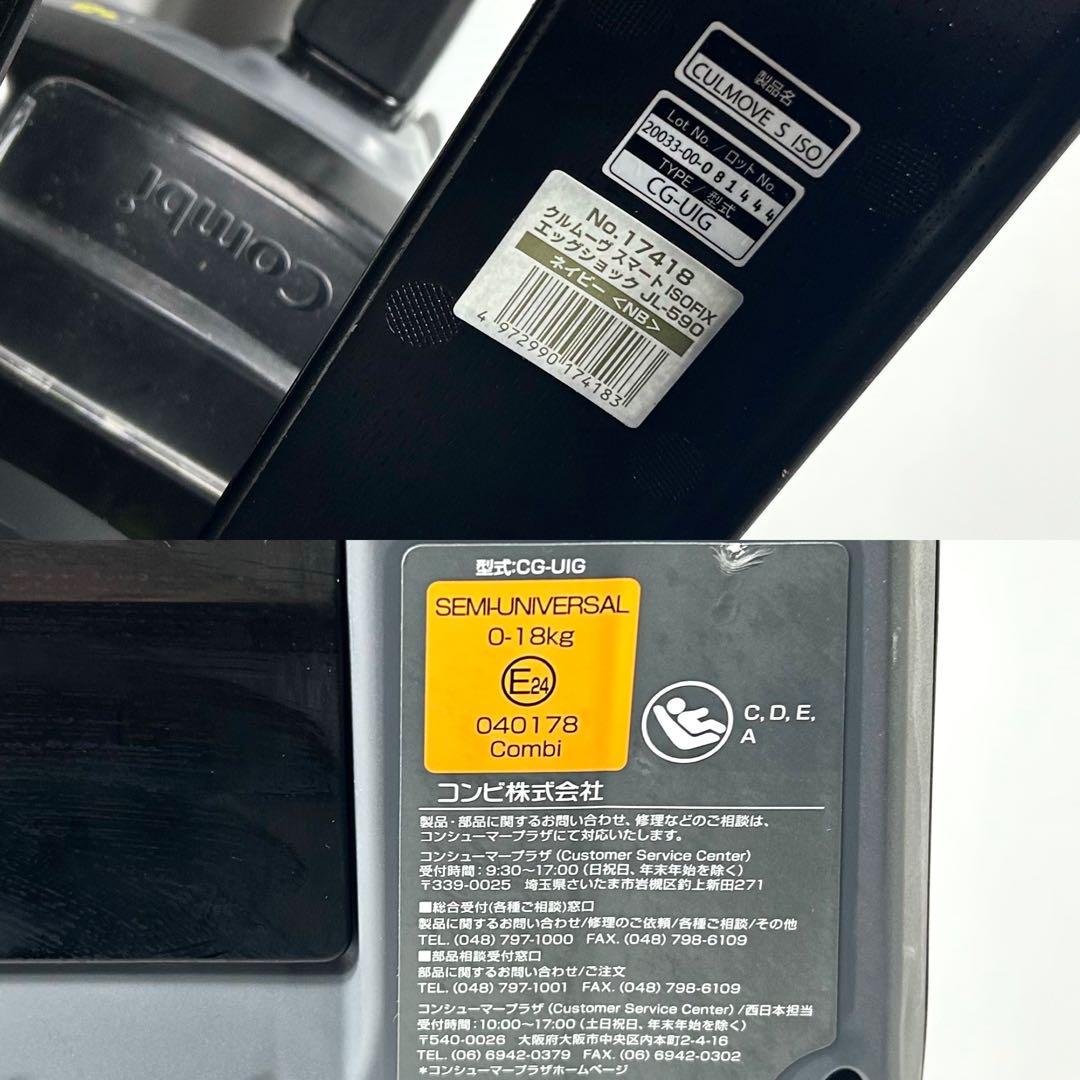 Combi
製品名
CULMOVE S ISO
Lot No. / ロット No.
20033-00-081444
TYPE / 型式
CG-UIG
No.17418
クルムーヴ スマート ISOFIX
エッグショック JL-590
ネイビー <NB>
4 972990 174183
型式:CG-UIG
SEMI-UNIVERSAL
0-18kg
E24
040178
Combi
C, D, E,
A
コンビ株式会社
製品・部品に関するお問い合わせ、修理などのご相談は、
コンシューマープラザにて対応いたします。
コンシューマープラザ (Customer Service Center)
受付時間:9:30~17:00 (日祝日、年末年始を除く)
〒339-0025 埼玉県さいたま市岩槻区釣上新田271
■総合受付(各種ご相談)窓口
製品に関するお問い合わせ/修理のご依頼/各種ご相談/その他
TEL. (048) 797-1000 FAX. (048) 798-6109
■部品相談受付窓口
部品に関するお問い合わせ/ご注文
TEL. (048) 797-1001 FAX. (048) 798-6109
コンシューマープラザ (Customer Service Center) /西日本担当
受付時間:10:00~17:00 (土日祝日、年末年始を除く)
〒540-0026 大阪府大阪市中央区内本町2-4-16
TEL. (06) 6942-0379 FAX. (06) 6942-0302
*コンシューマープラザホームページ